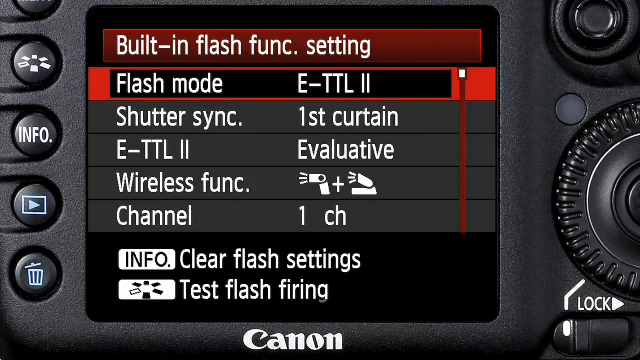 Built-in flash func. setting
Flash mode E-TTL II
Shutter sync. 1st curtain
E-TTL II Evaluative
Wireless func. +
Channel 1 ch
INFO.
INFO. Clear flash settings
Test flash firing
LOCK
Canon